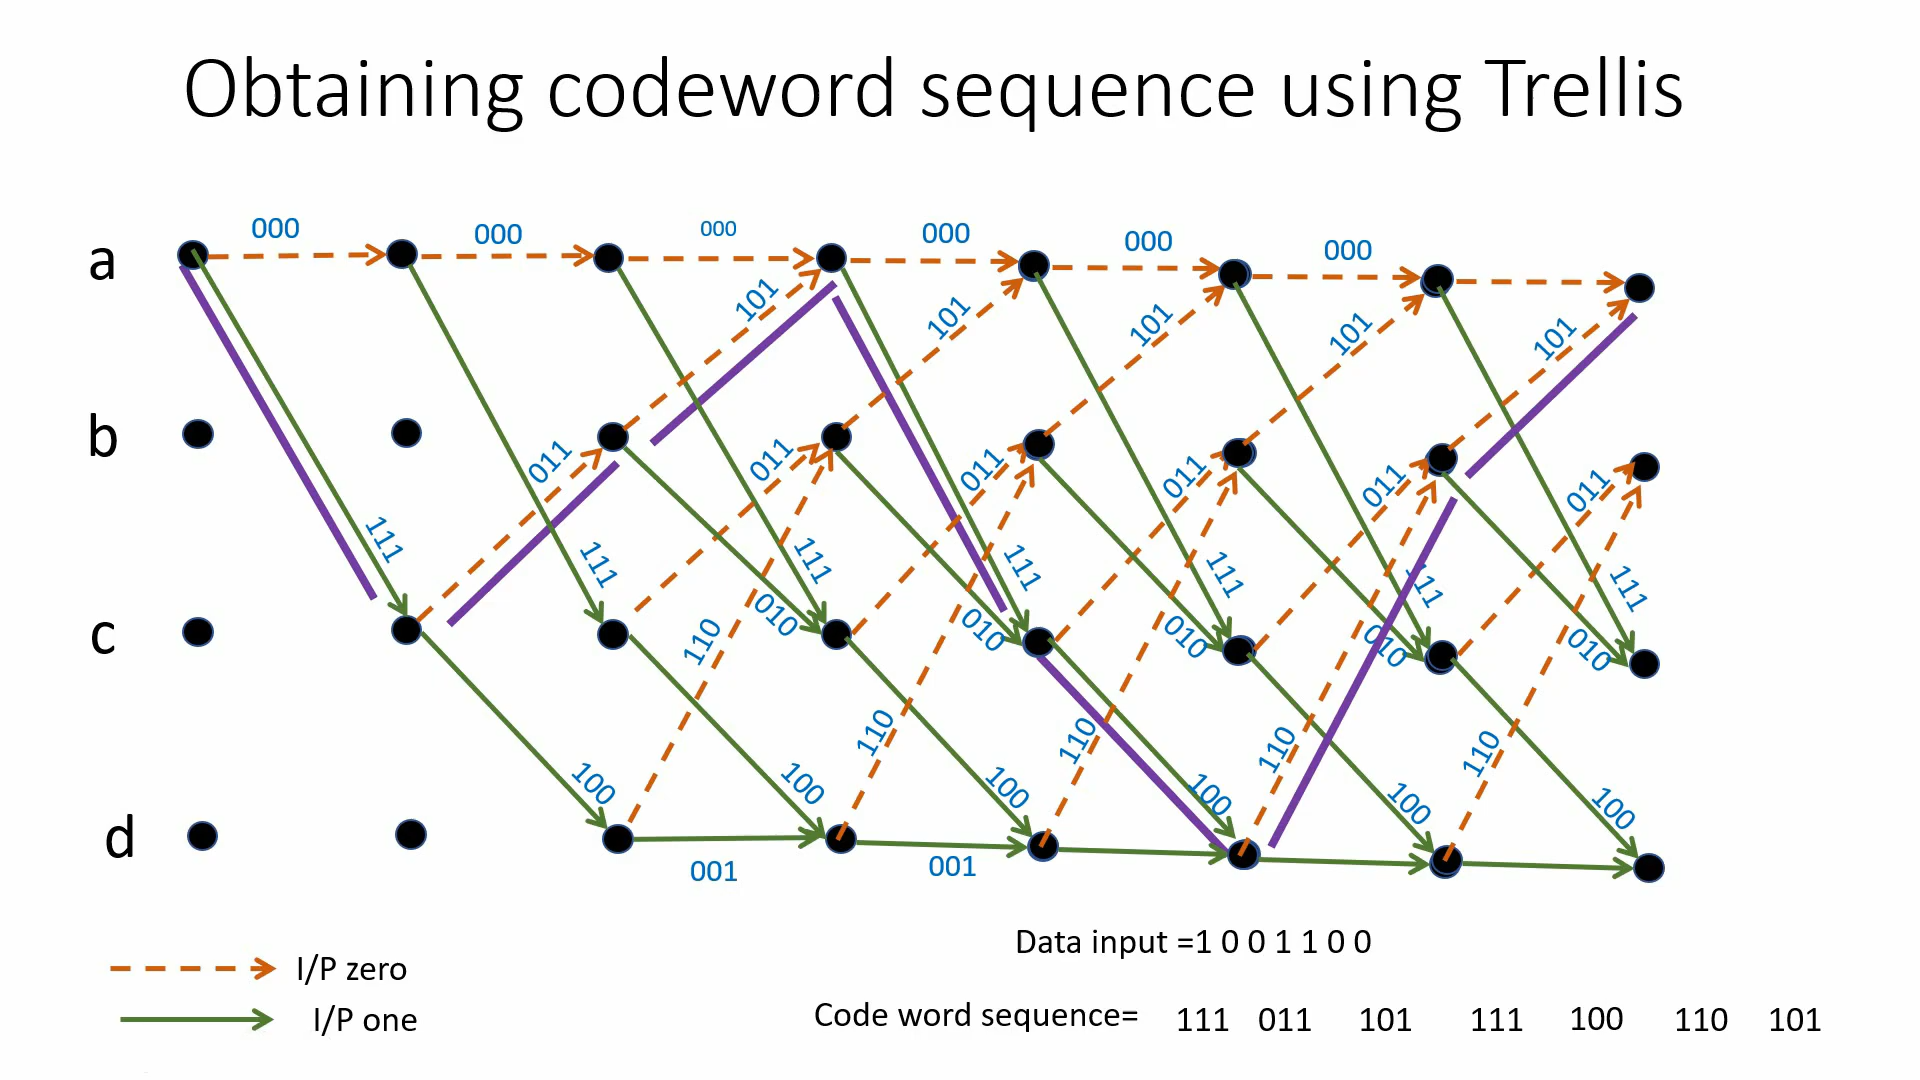 Obtaining codeword sequence using Trellis
000 000 000 000 000 000
a
101 101 101 101 101
b
011 011 011 011 011 011
111 111 111 111 111 111 111
c
010 010 010 010 010
110 110 110 110 110
100 100 100 100 100 100
d
001 001
Data input =1 0 0 1 1 0 0
I/P zero
I/P one
Code word sequence= 111 011 101 111 100 110 101